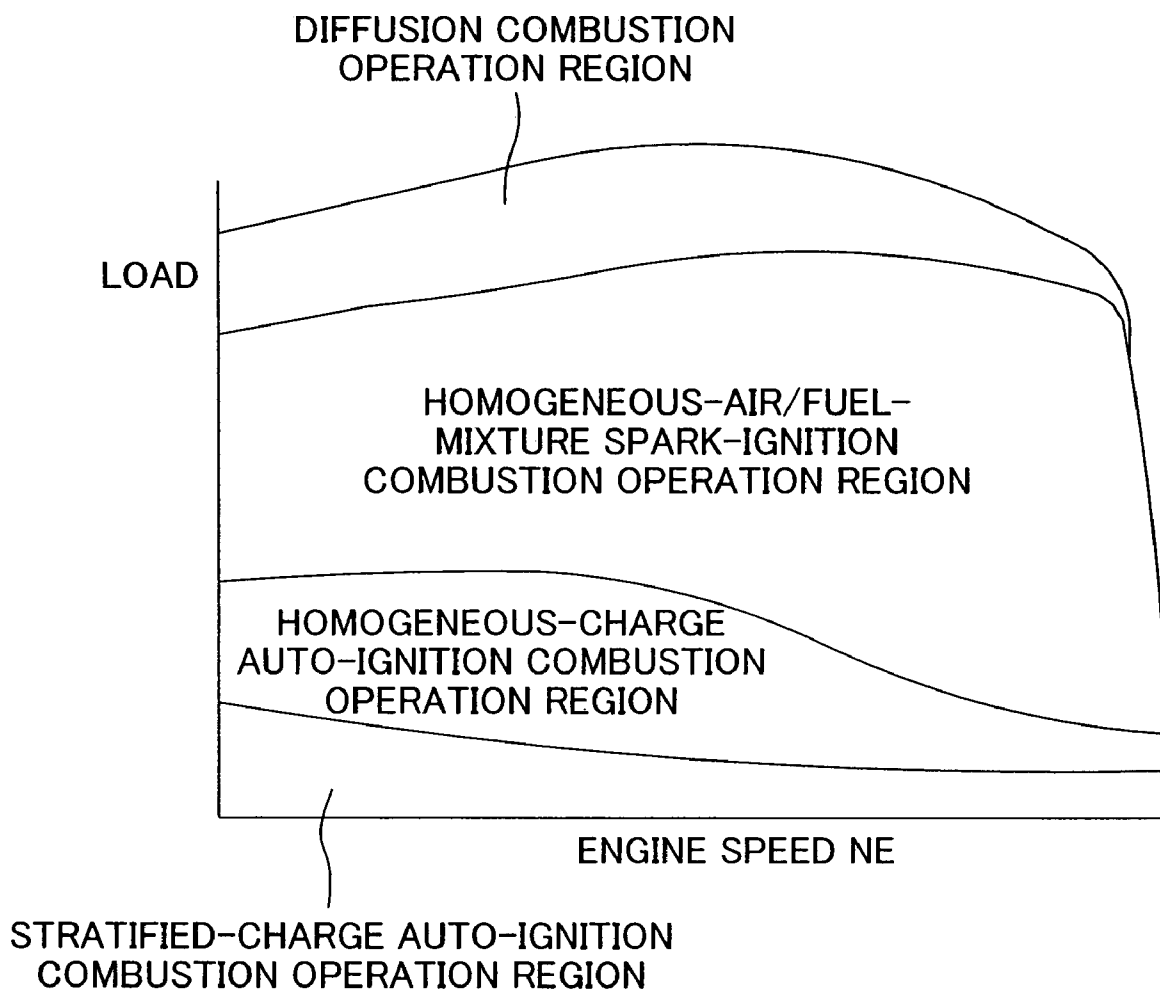 DIFFUSION COMBUSTION
OPERATION REGION
LOAD
HOMOGENEOUS-AIR/FUEL-
MIXTURE SPARK-IGNITION
COMBUSTION OPERATION REGION
HOMOGENEOUS-CHARGE
AUTO-IGNITION COMBUSTION
OPERATION REGION
ENGINE SPEED NE
STRATIFIED-CHARGE AUTO-IGNITION
COMBUSTION OPERATION REGION